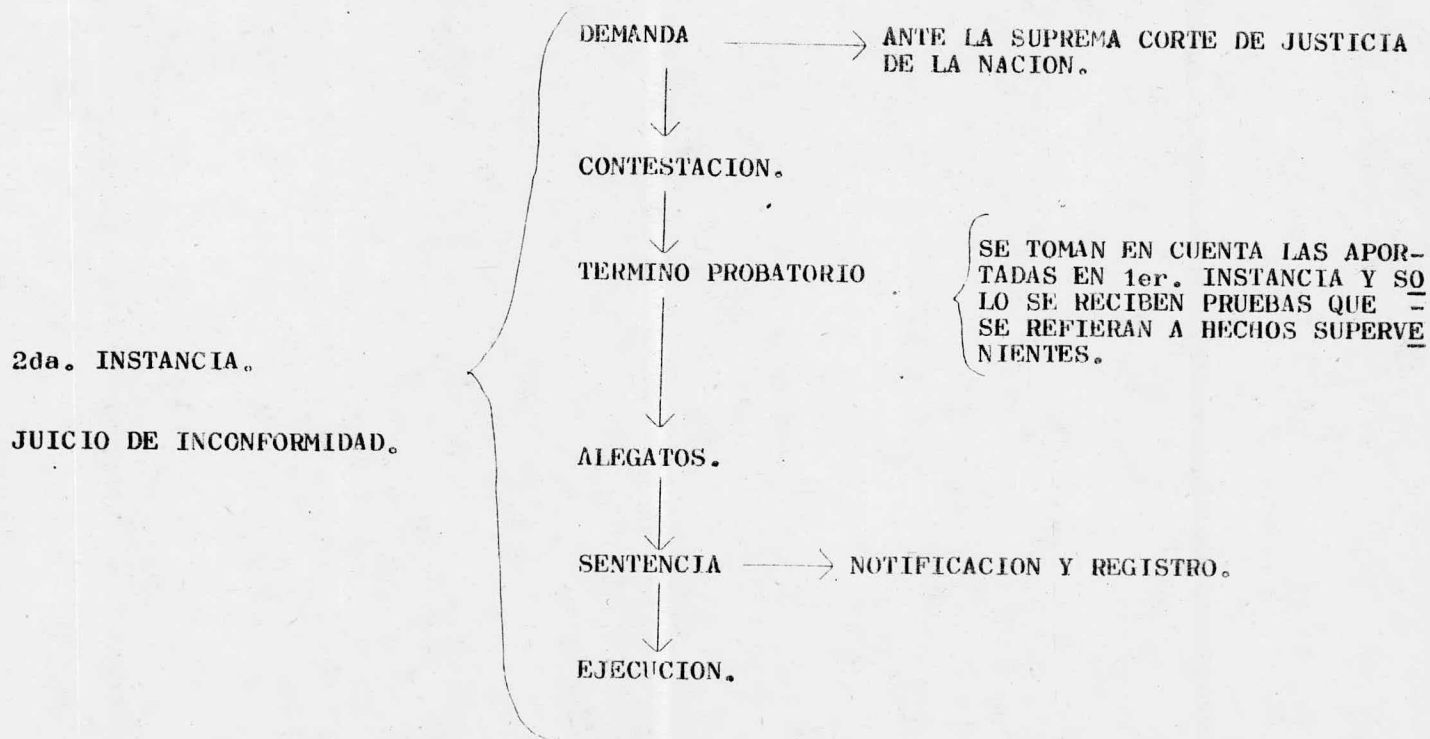 2da. INSTANCIA.
JUICIO DE INCONFORMIDAD.
DEMANDA
ANTE LA SUPREMA CORTE DE JUSTICIA
DE LA NACION.
CONTESTACION.
TERMINO PROBATORIO
SE TOMAN EN CUENTA LAS APOR-
TADAS EN 1er. INSTANCIA Y SO
LO SE RECIBEN PRUEBAS QUE -
SE REFIERAN A HECHOS SUPERVE
NIENTES.
ALEGATOS.
SENTENCIA
NOTIFICACION Y REGISTRO.
EJECUCION.